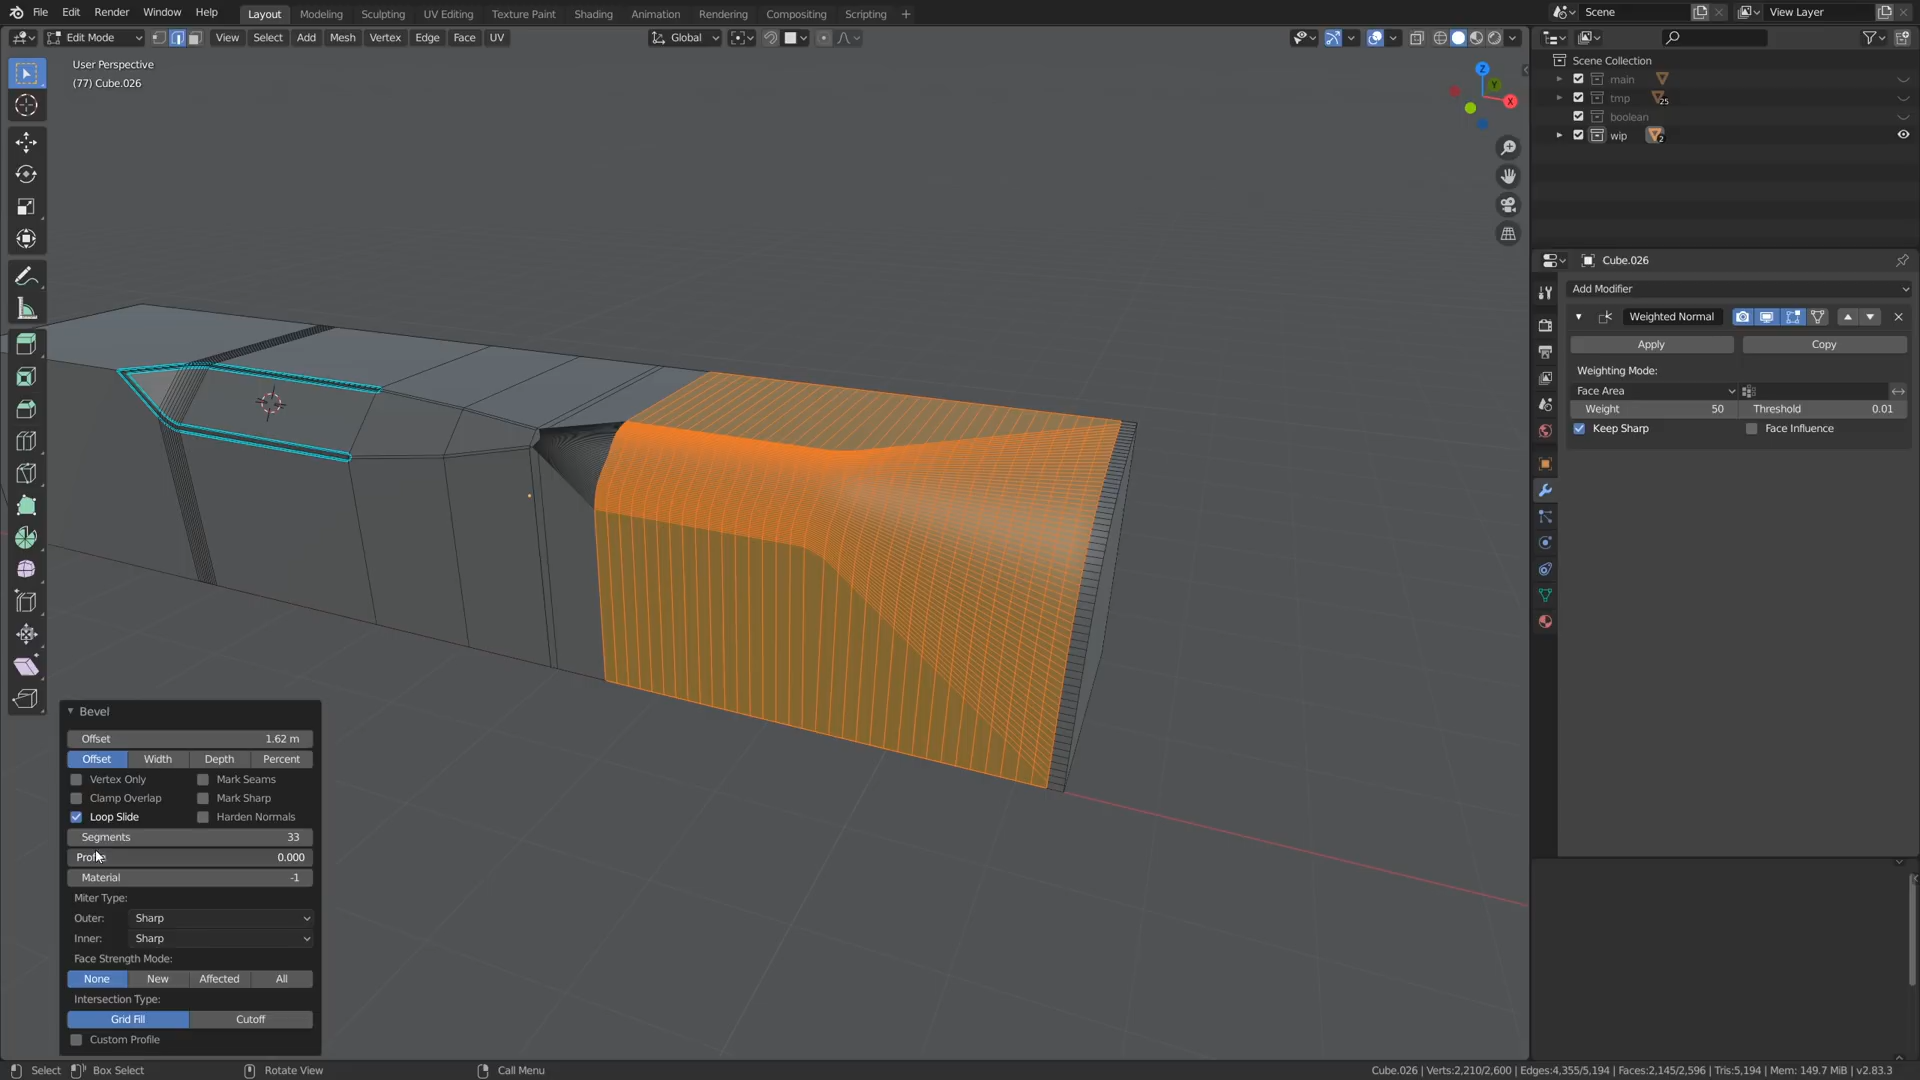 File Edit Render Window Help Layout Modeling Sculpting UV Editing Texture Paint Shading Animation Rendering Compositing Scripting + Scene View Layer
Edit Mode View Select Add Mesh Vertex Edge Face UV Global
User Perspective
(77) Cube.026
Z
Y
X
Scene Collection
main
tmp 25
boolean
wip 2
Cube.026
Add Modifier
Weighted Normal
Apply Copy
Weighting Mode:
Face Area
Weight 50 Threshold 0.01
Keep Sharp Face Influence
Bevel
Offset 1.62 m
Offset Width Depth Percent
Vertex Only Mark Seams
Clamp Overlap Mark Sharp
Loop Slide Harden Normals
Segments 33
0.000
Material -1
Miter Type:
Outer: Sharp
Inner: Sharp
Face Strength Mode:
None New Affected All
Intersection Type:
Grid Fill Cutoff
Custom Profile
Select Box Select Rotate View Call Menu Cube.026 | Verts:2,210/2,600 | Edges:4,355/5,194 | Faces:2,145/2,596 | Tris:5,194 | Mem: 149.7 MiB | v2.83.3